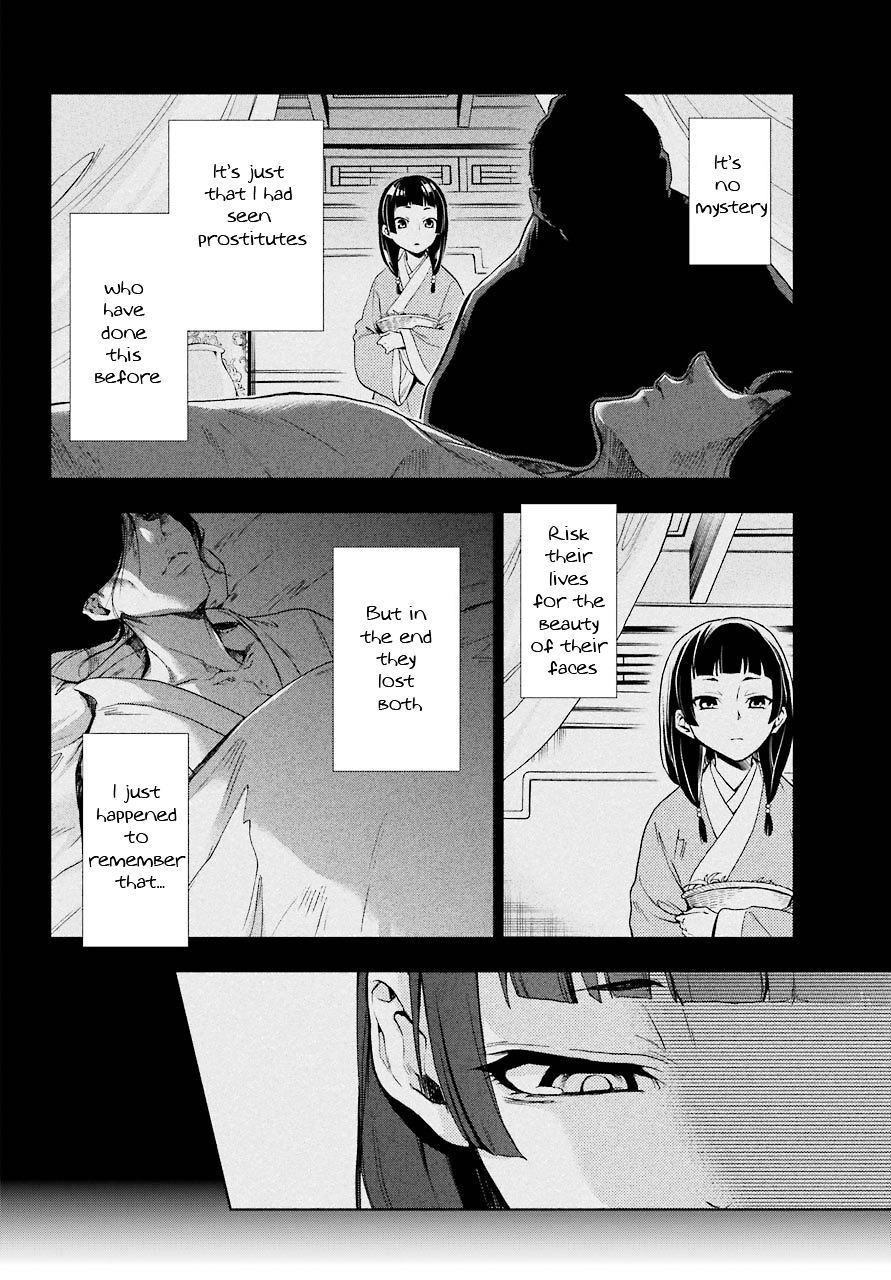 It's
no
mystery
It's just
that I had
seen
prostitutes
who
have
done
this
before
Risk
their
lives
for the
beauty
of their
faces
But in
the end
they
lost
both
I just
happened
to
remember
that...